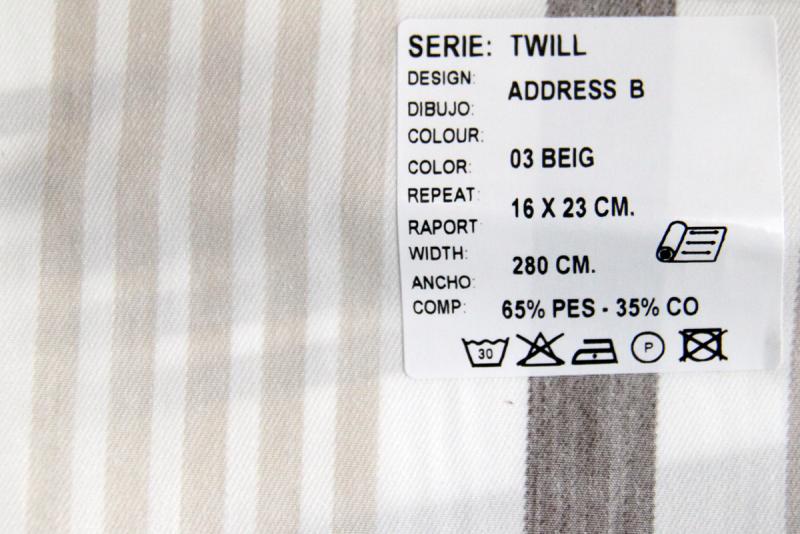 SERIE: TWILL
DESIGN:
DIBUJO: ADDRESS B
COLOUR:
COLOR: 03 BEIG
REPEAT:
RAPORT 16 X 23 CM.
WIDTH:
ANCHO: 280 CM.
COMP: 65% PES - 35% CO
30 P